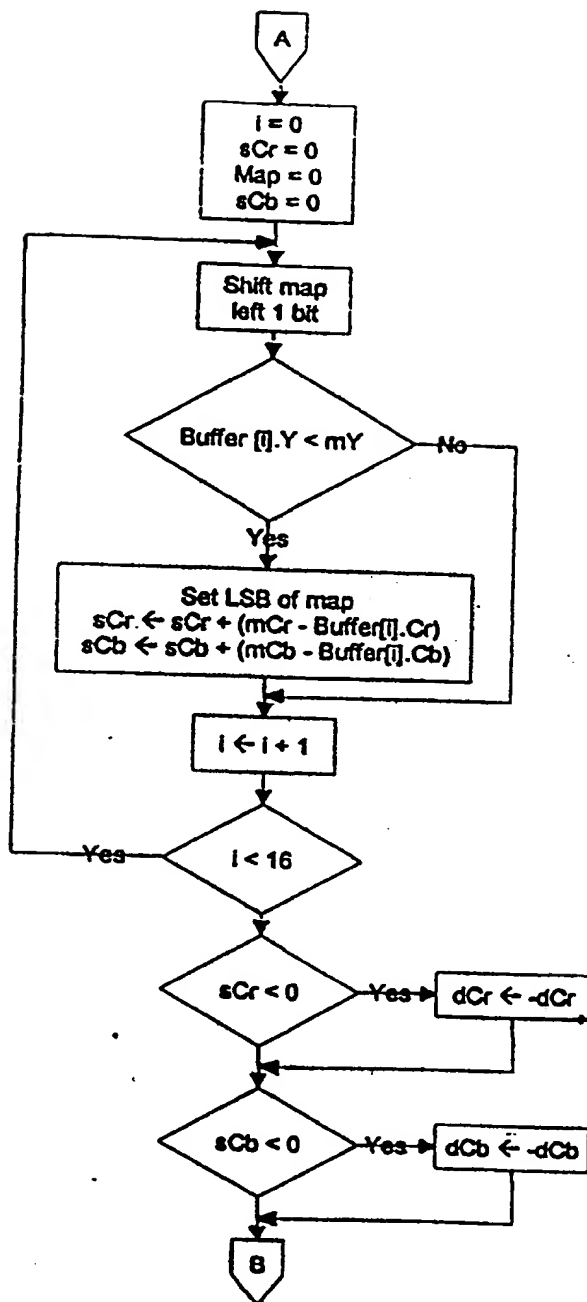 A
i = 0
sCr = 0
Map = 0
sCb = 0
Shift map
left 1 bit
Buffer [i].Y < mY
No
Yes
Set LSB of map
sCr. ← sCr + (mCr - Buffer[i].Cr)
sCb ← sCb + (mCb - Buffer[i].Cb)
i ← i + 1
Yes
i < 16
sCr < 0
Yes
dCr ← -dCr
sCb < 0
Yes
dCb ← -dCb
B